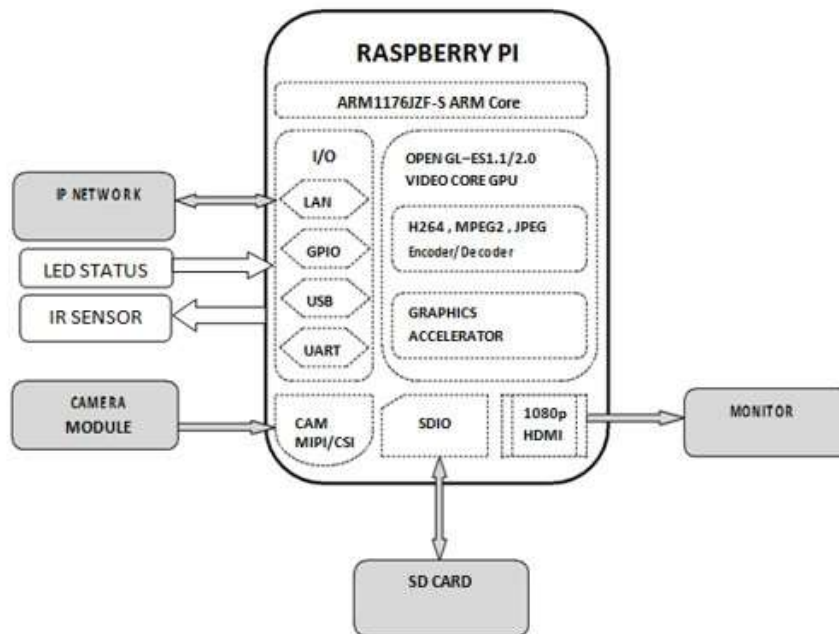 RASPBERRY PI
ARM1176JZF-S ARM Core
I/O
LAN
GPIO
USB
UART
OPEN GL–ES1.1/2.0
VIDEO CORE GPU
H264 , MPEG2 , JPEG
Encoder/Decoder
GRAPHICS
ACCELERATOR
IP NETWORK
LED STATUS
IR SENSOR
CAMERA
MODULE
CAM
MIPI/CSI
SDIO
1080p
HDMI
MONITOR
SD CARD